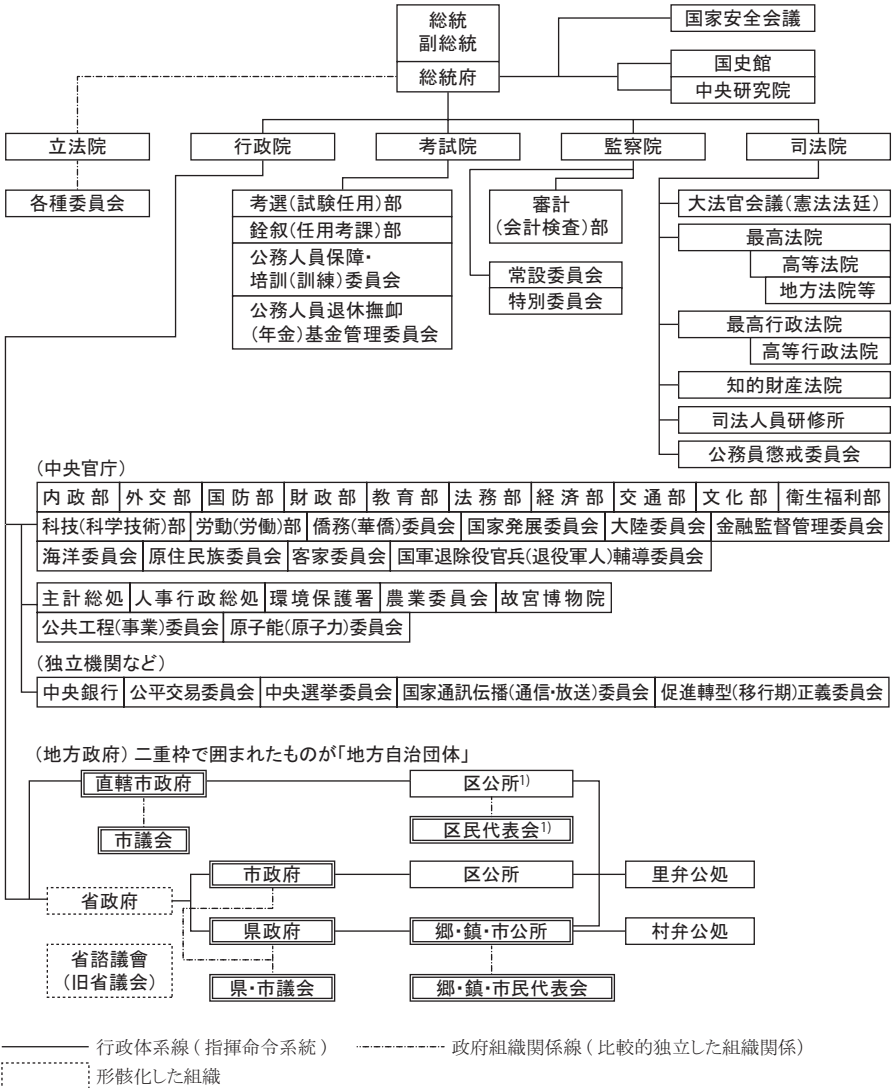 総統
副総統
総統府
国家安全会議
国史館
中央研究院
立法院
行政院
考試院
監察院
司法院
各種委員会
考選(試験任用)部
銓叙(任用考課)部
公務人員保障・
培訓(訓練)委員会
公務人員退休撫卹
(年金)基金管理委員会
審計
(会計検査)部
常設委員会
特別委員会
大法官会議(憲法法廷)
最高法院
高等法院
地方法院等
最高行政法院
高等行政法院
知的財産法院
司法人員研修所
公務員懲戒委員会
(中央官庁)
内政部 外交部 国防部 財政部 教育部 法務部 経済部 交通部 文化部 衛生福利部
科技(科学技術)部 労動(労働)部 僑務(華僑)委員会 国家発展委員会 大陸委員会 金融監督管理委員会
海洋委員会 原住民族委員会 客家委員会 国軍退除役官兵(退役軍人)輔導委員会
主計総処 人事行政総処 環境保護署 農業委員会 故宮博物院
公共工程(事業)委員会 原子能(原子力)委員会
(独立機関など)
中央銀行 公平交易委員会 中央選挙委員会 国家通訊伝播(通信・放送)委員会 促進轉型(移行期)正義委員会
(地方政府) 二重枠で囲まれたものが「地方自治団体」
直轄市政府
区公所1)
市議会
区民代表会1)
市政府
区公所
里弁公処
省政府
県政府
郷・鎮・市公所
村弁公処
省諮議會
(旧省議会)
県・市議会
郷・鎮・市民代表会
行政体系線(指揮命令系統)
政府組織関係線(比較的独立した組織関係)
形骸化した組織